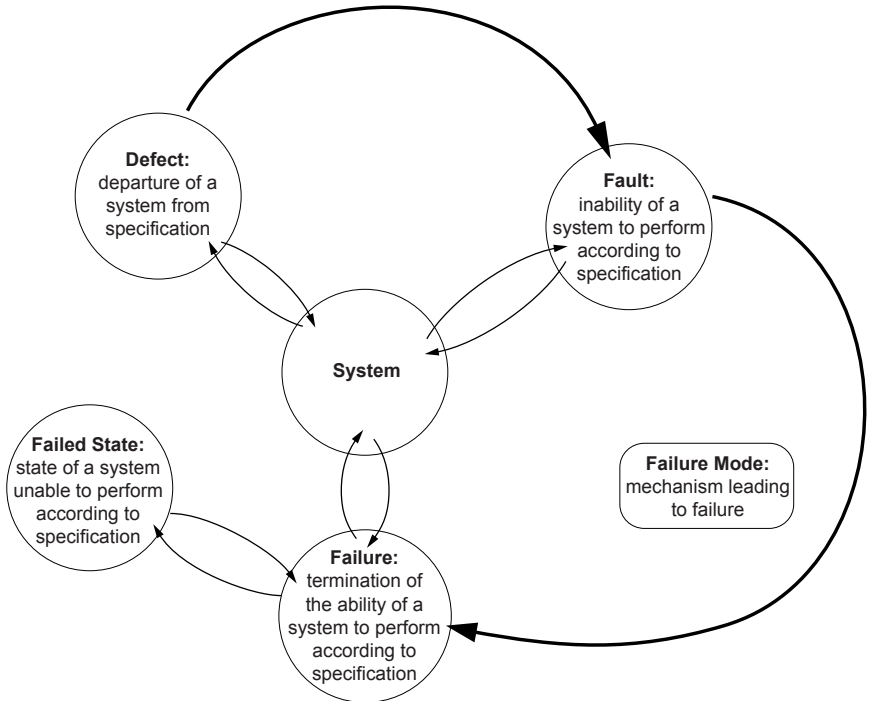 Defect:
departure of a
system from
specification
Fault:
inability of a
system to perform
according to
specification
System
Failed State:
state of a system
unable to perform
according to
specification
Failure Mode:
mechanism leading
to failure
Failure:
termination of
the ability of a
system to perform
according to
specification